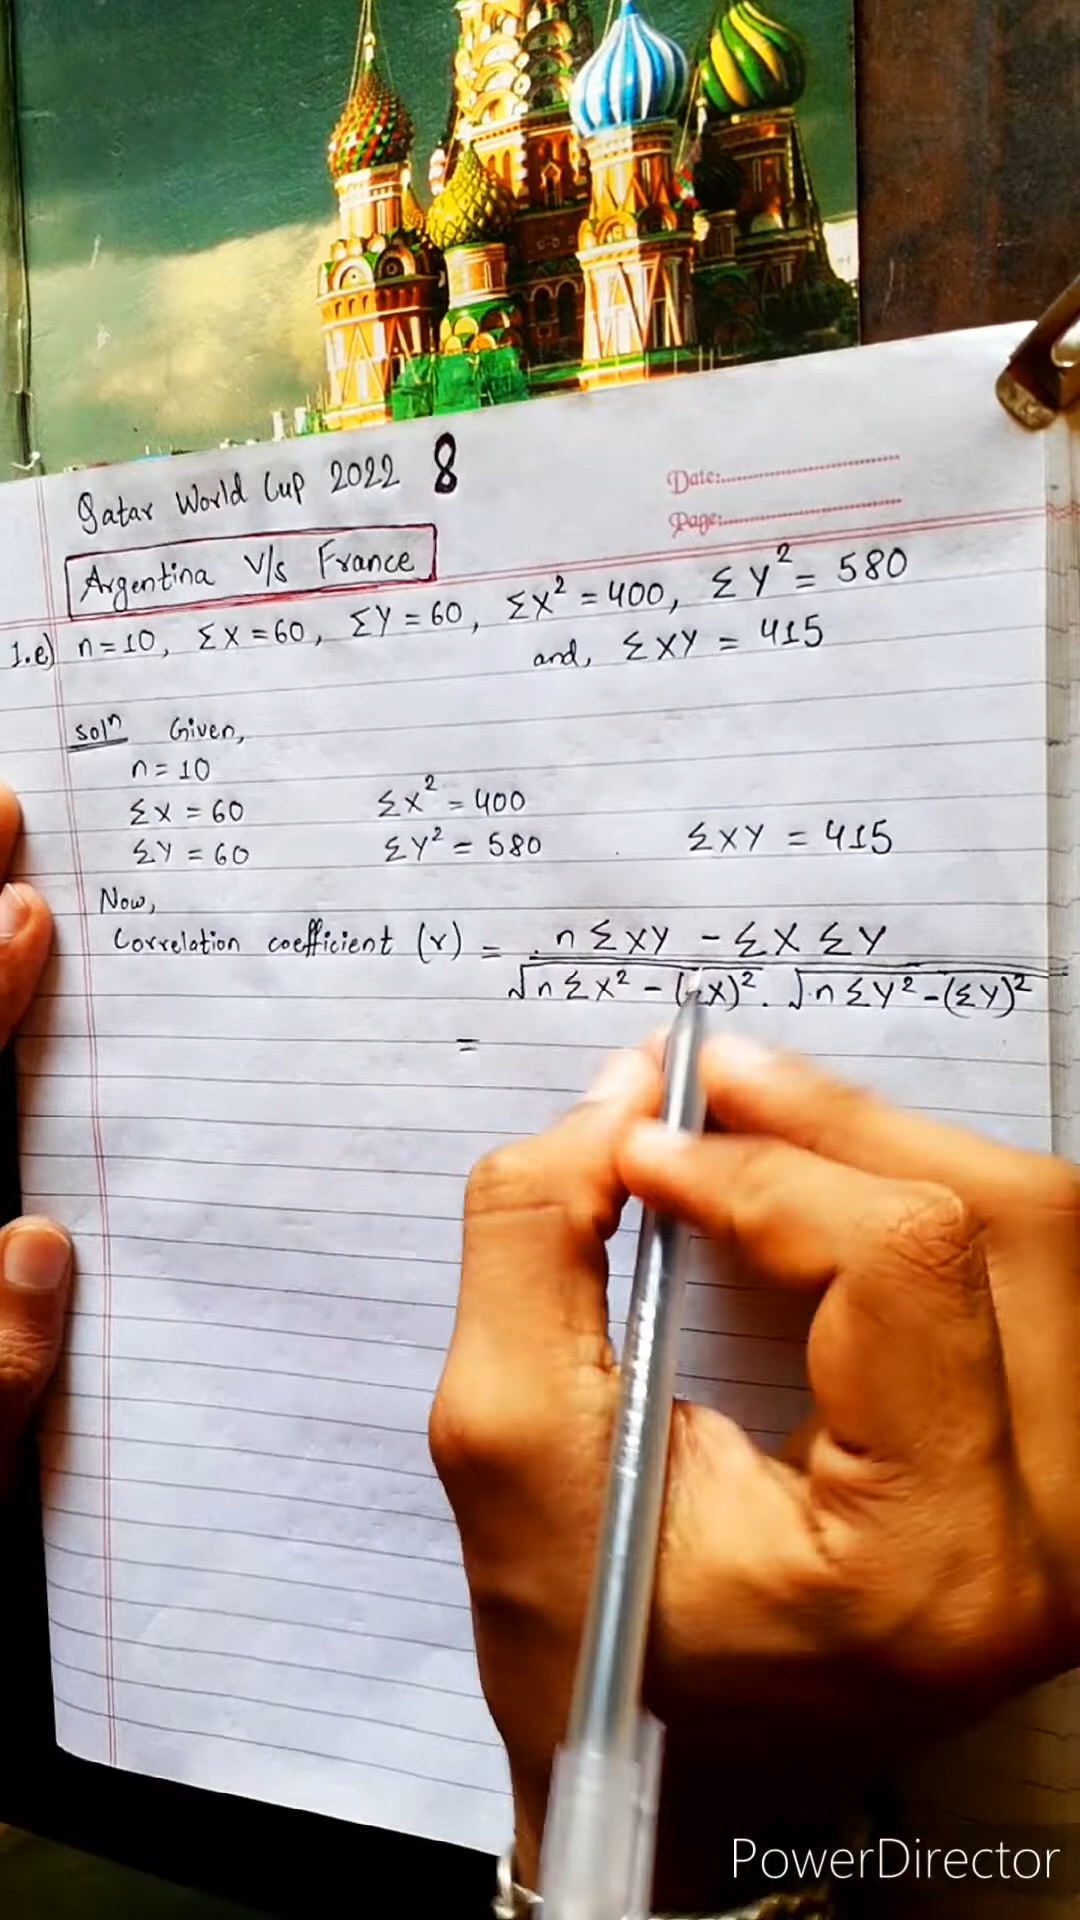 Qatar World Cup 2022 8
Date:
Page:
Argentina V/s France
1.e) n=10, ΣX=60, ΣY=60, ΣX²=400, ΣY²=580
and, ΣXY = 415
Solⁿ Given,
n=10
ΣX = 60 ΣX² = 400
ΣY = 60 ΣY² = 580 ΣXY = 415
Now,
Correlation coefficient (r) = nΣXY - ΣXΣY
√nΣX² - (ΣX)² . √nΣY² - (ΣY)²
=
PowerDirector